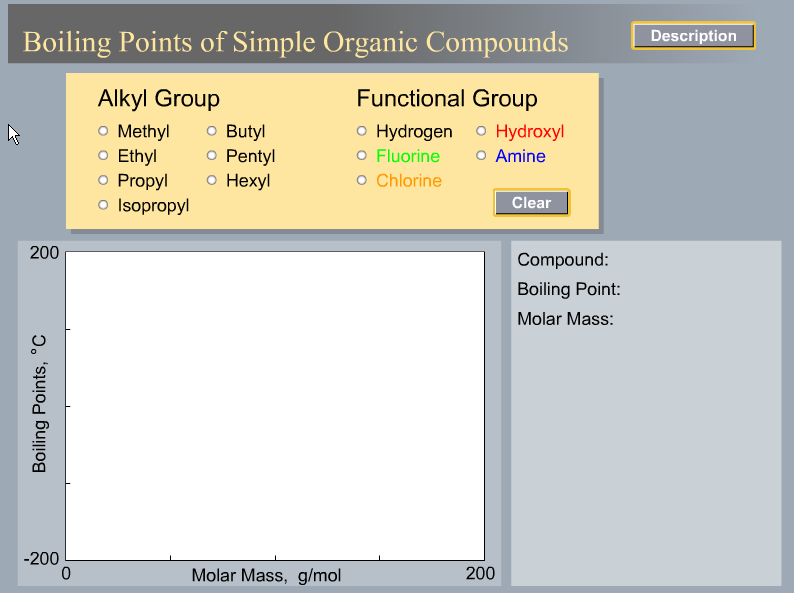 Boiling Points of Simple Organic Compounds
Description
Alkyl Group
Functional Group
Methyl
Butyl
Hydrogen
Hydroxyl
Ethyl
Pentyl
Fluorine
Amine
Propyl
Hexyl
Chlorine
Isopropyl
Clear
200
Boiling Points, °C
-200
0
Molar Mass, g/mol
200
Compound:
Boiling Point:
Molar Mass: